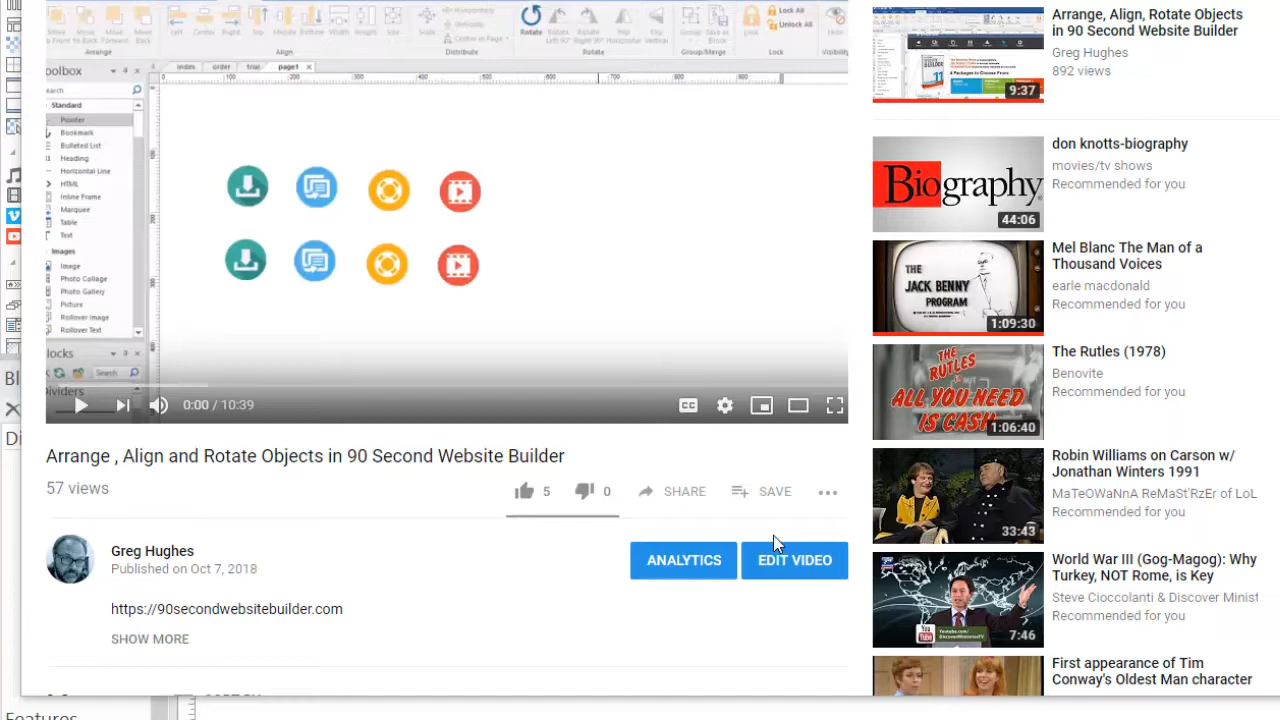 Lock All
Unlock All
Arrange
Align
Distribute
Rotate
Group/Merge
Lock
index
order
page1
Standard
Pointer
Bookmark
Bulleted List
Heading
Horizontal Line
HTML
Inline Frame
Marquee
Table
Text
Images
Image
Photo Collage
Photo Gallery
Picture
Rollover Image
Rollover Text
Search
0:00 / 10:39
CC
Arrange , Align and Rotate Objects in 90 Second Website Builder
57 views
5
0
SHARE
SAVE
Greg Hughes
Published on Oct 7, 2018
ANALYTICS
EDIT VIDEO
https://90secondwebsitebuilder.com
SHOW MORE
Arrange, Align, Rotate Objects
in 90 Second Website Builder
Greg Hughes
892 views
9:37
don knotts-biography
movies/tv shows
Recommended for you
Biography
44:06
Mel Blanc The Man of a
Thousand Voices
earle macdonald
Recommended for you
THE
JACK BENNY
PROGRAM
1:09:30
The Rutles (1978)
Benovite
Recommended for you
THE
RUTLES
ALL YOU NEED
IS CASH
1:06:40
Robin Williams on Carson w/
Jonathan Winters 1991
MaTeOWaNnA ReMaSt'RzEr of LoL
Recommended for you
33:43
World War III (Gog-Magog): Why
Turkey, NOT Rome, is Key
Steve Cioccolanti & Discover Minist
Recommended for you
7:46
First appearance of Tim
Conway's Oldest Man character